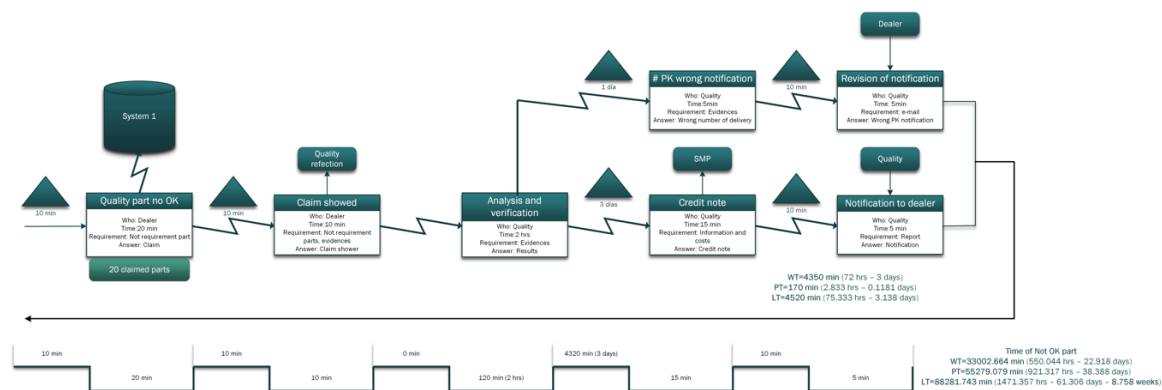 Dealer
1 día
# PK wrong notification
Who: Quality
Time:5min
Requirement: Evidences
Answer: Wrong number of delivery
10 min
Revision of notification
Who: Quality
Time: 5min
Requirement: e-mail
Answer: Wrong PK notification
System 1
Quality
refection
SMP
Quality
10 min
Quality part no OK
Who: Dealer
Time:20 min
Requirement: Not requirement part
Answer: Claim
20 claimed parts
10 min
Claim showed
Who: Dealer
Time:10 min
Requirement: Not requirement
parts, evidences
Answer: Claim shower
Analysis and
verification
Who: Quality
Time:2 hrs
Requirement: Evidences
Answer: Results
3 días
Credit note
Who: Quality
Time:15 min
Requirement: Information and
costs
Answer: Credit note
10 min
Notification to dealer
Who: Quality
Time:5 min
Requirement: Report
Answer: Notification
WT=4350 min (72 hrs – 3 days)
PT=170 min (2.833 hrs – 0.1181 days)
LT=4520 min (75.333 hrs – 3.138 days)
10 min
10 min
0 min
4320 min (3 days)
10 min
20 min
10 min
120 min (2 hrs)
15 min
5 min
Time of Not OK part
WT=33002.664 min (550.044 hrs – 22.918 days)
PT=55279.079 min (921.317 hrs – 38.388 days)
LT=88281.743 min (1471.357 hrs – 61.306 days – 8.758 weeks)